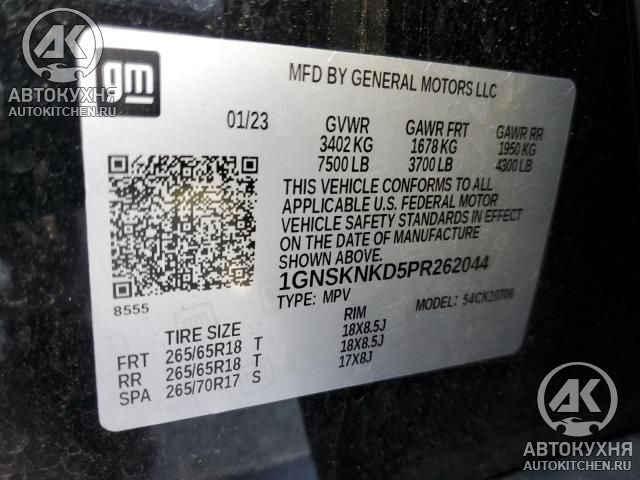 АВТОКУХНЯ
AUTOKITCHEN.RU
gm
MFD BY GENERAL MOTORS LLC
01/23 GVWR GAWR FRT GAWR RR
3402 KG 1678 KG 1950 KG
7500 LB 3700 LB 4300 LB
THIS VEHICLE CONFORMS TO ALL
APPLICABLE U.S. FEDERAL MOTOR
VEHICLE SAFETY STANDARDS IN EFFECT
ON THE DATE OF MANUFACTURE
SHOWN ABOVE.
1GNSKNKD5PR262044
TYPE: MPV MODEL: 54CK10706
8555
TIRE SIZE RIM
FRT 265/65R18 T 18X8.5J
RR 265/65R18 T 18X8.5J
SPA 265/70R17 S 17X8J
АК
АВТОКУХНЯ
AUTOKITCHEN.RU